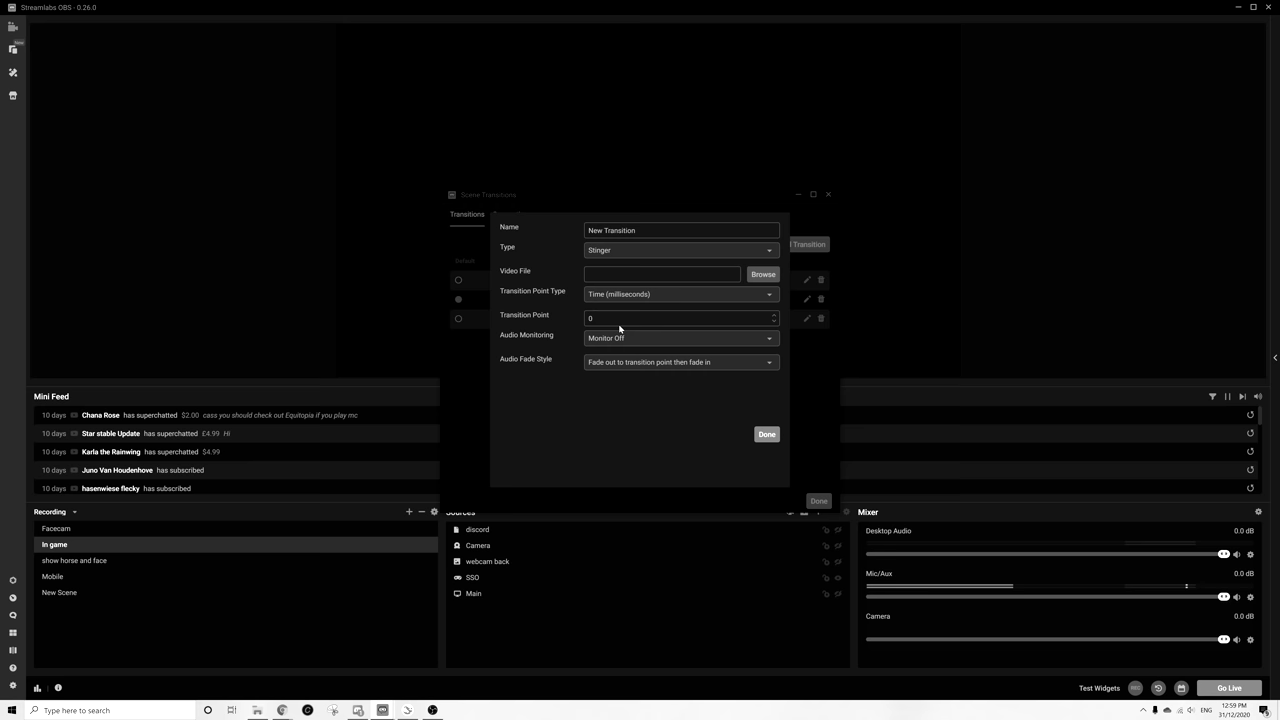 Streamlabs OBS - 0.26.0
New
Scene Transitions
Transitions
Name
New Transition
Type
Stinger
Transition
Default
Video File
Browse
Transition Point Type
Time (milliseconds)
Transition Point
0
Audio Monitoring
Monitor Off
Audio Fade Style
Fade out to transition point then fade in
Done
Done
Mini Feed
10 days Chana Rose has superchatted $2.00 cass you should check out Equitopia if you play mc
10 days Star stable Update has superchatted £4.99 Hi
10 days Karla the Rainwing has superchatted $4.99
10 days Juno Van Houdenhove has subscribed
10 days hasenwiese flecky has subscribed
Recording
Facecam
In game
show horse and face
Mobile
New Scene
Sources
discord
Camera
webcam back
SSO
Main
Mixer
Desktop Audio 0.0 dB
Mic/Aux 0.0 dB
Camera 0.0 dB
Test Widgets
REC
Go Live
Type here to search
ENG
12:59 PM
31/12/2020